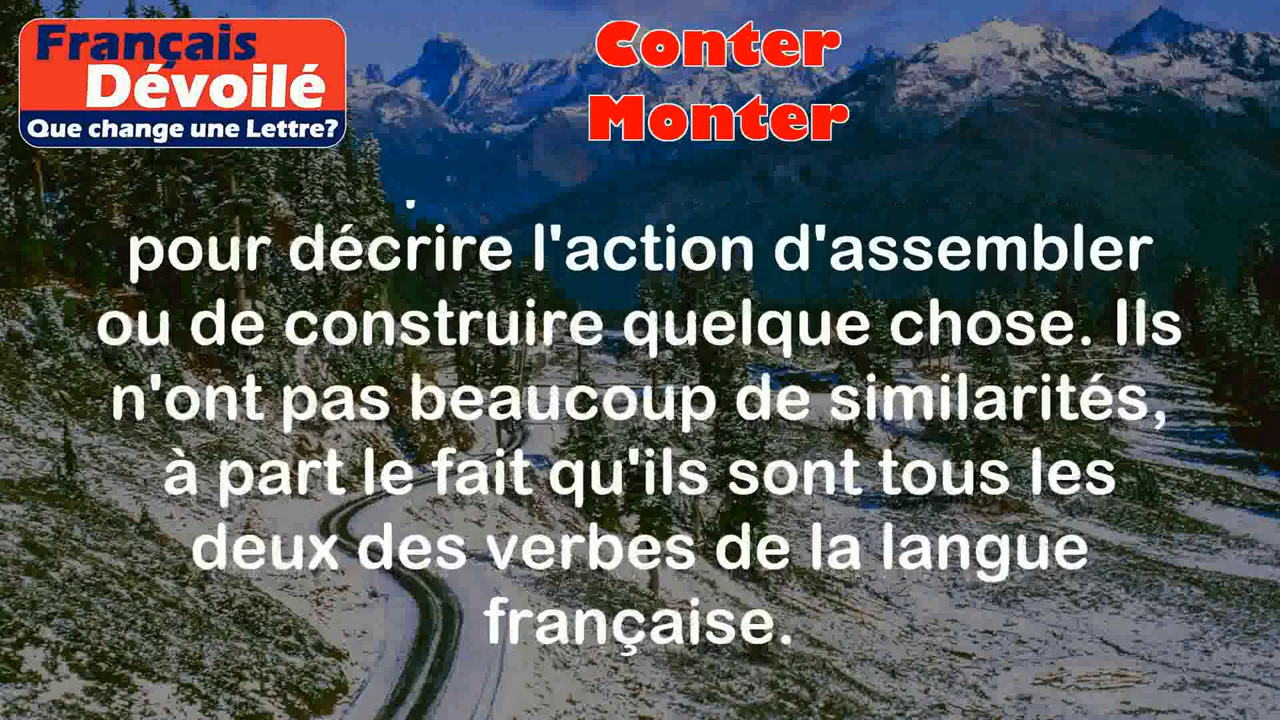 Français
Dévoilé
Que change une Lettre?
Conter
Monter
pour décrire l'action d'assembler
ou de construire quelque chose. Ils
n'ont pas beaucoup de similarités,
à part le fait qu'ils sont tous les
deux des verbes de la langue
française.